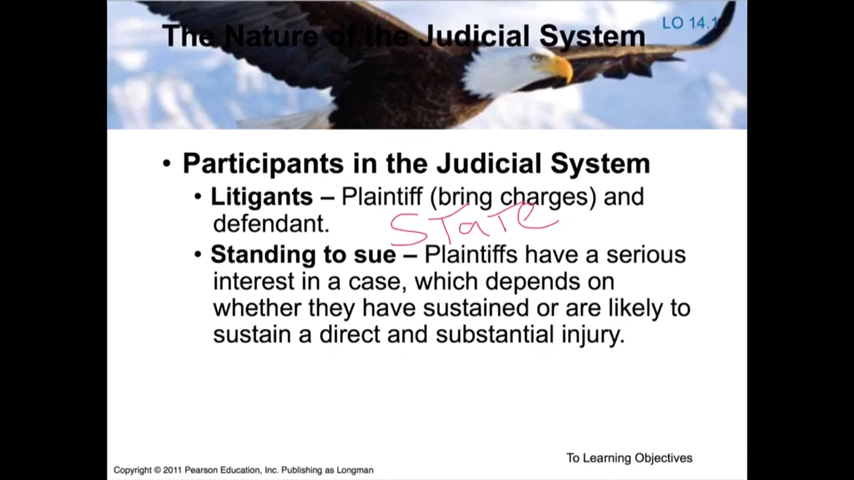 The Nature of the Judicial System
LO 14.1
• Participants in the Judicial System
• Litigants – Plaintiff (bring charges) and
defendant.
STaTe
• Standing to sue – Plaintiffs have a serious
interest in a case, which depends on
whether they have sustained or are likely to
sustain a direct and substantial injury.
To Learning Objectives
Copyright © 2011 Pearson Education, Inc. Publishing as Longman